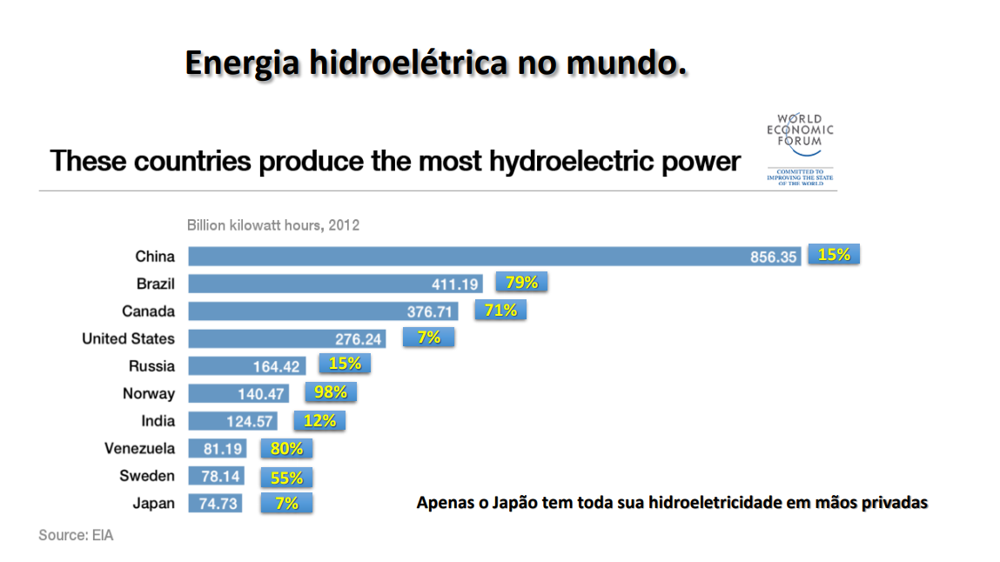 Energia hidroelétrica no mundo.
WORLD
ECONOMIC
FORUM
COMMITTED TO
IMPROVING THE STATE
OF THE WORLD
These countries produce the most hydroelectric power
Billion kilowatt hours, 2012
China 856.35 15%
Brazil 411.19 79%
Canada 376.71 71%
United States 276.24 7%
Russia 164.42 15%
Norway 140.47 98%
India 124.57 12%
Venezuela 81.19 80%
Sweden 78.14 55%
Japan 74.73 7%
Apenas o Japão tem toda sua hidroeletricidade em mãos privadas
Source: EIA